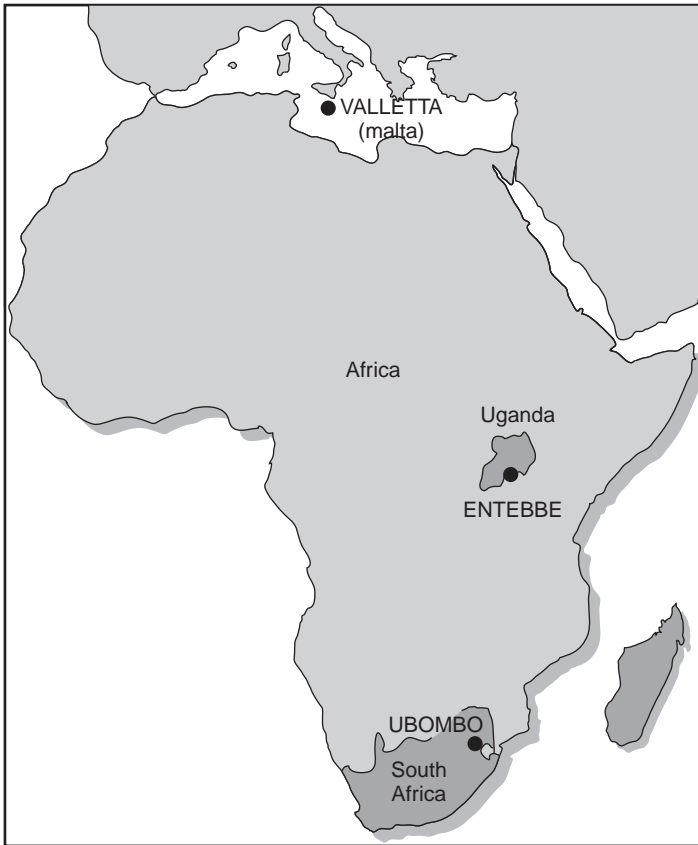 VALLETTA
(malta)
Africa
Uganda
ENTEBBE
UBOMBO
South
Africa